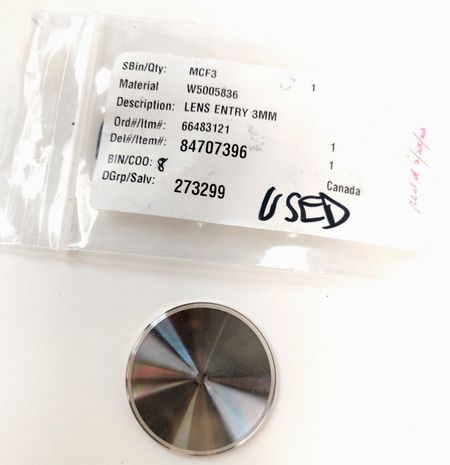 SBin/Qty: MCF3 1
Material W5005836
Description: LENS ENTRY 3MM
Ord#/Itm#: 66483121 1
Del#/Item#: 84707396 1
BIN/COO: 8 Canada
DGrp/Salv: 273299
USED